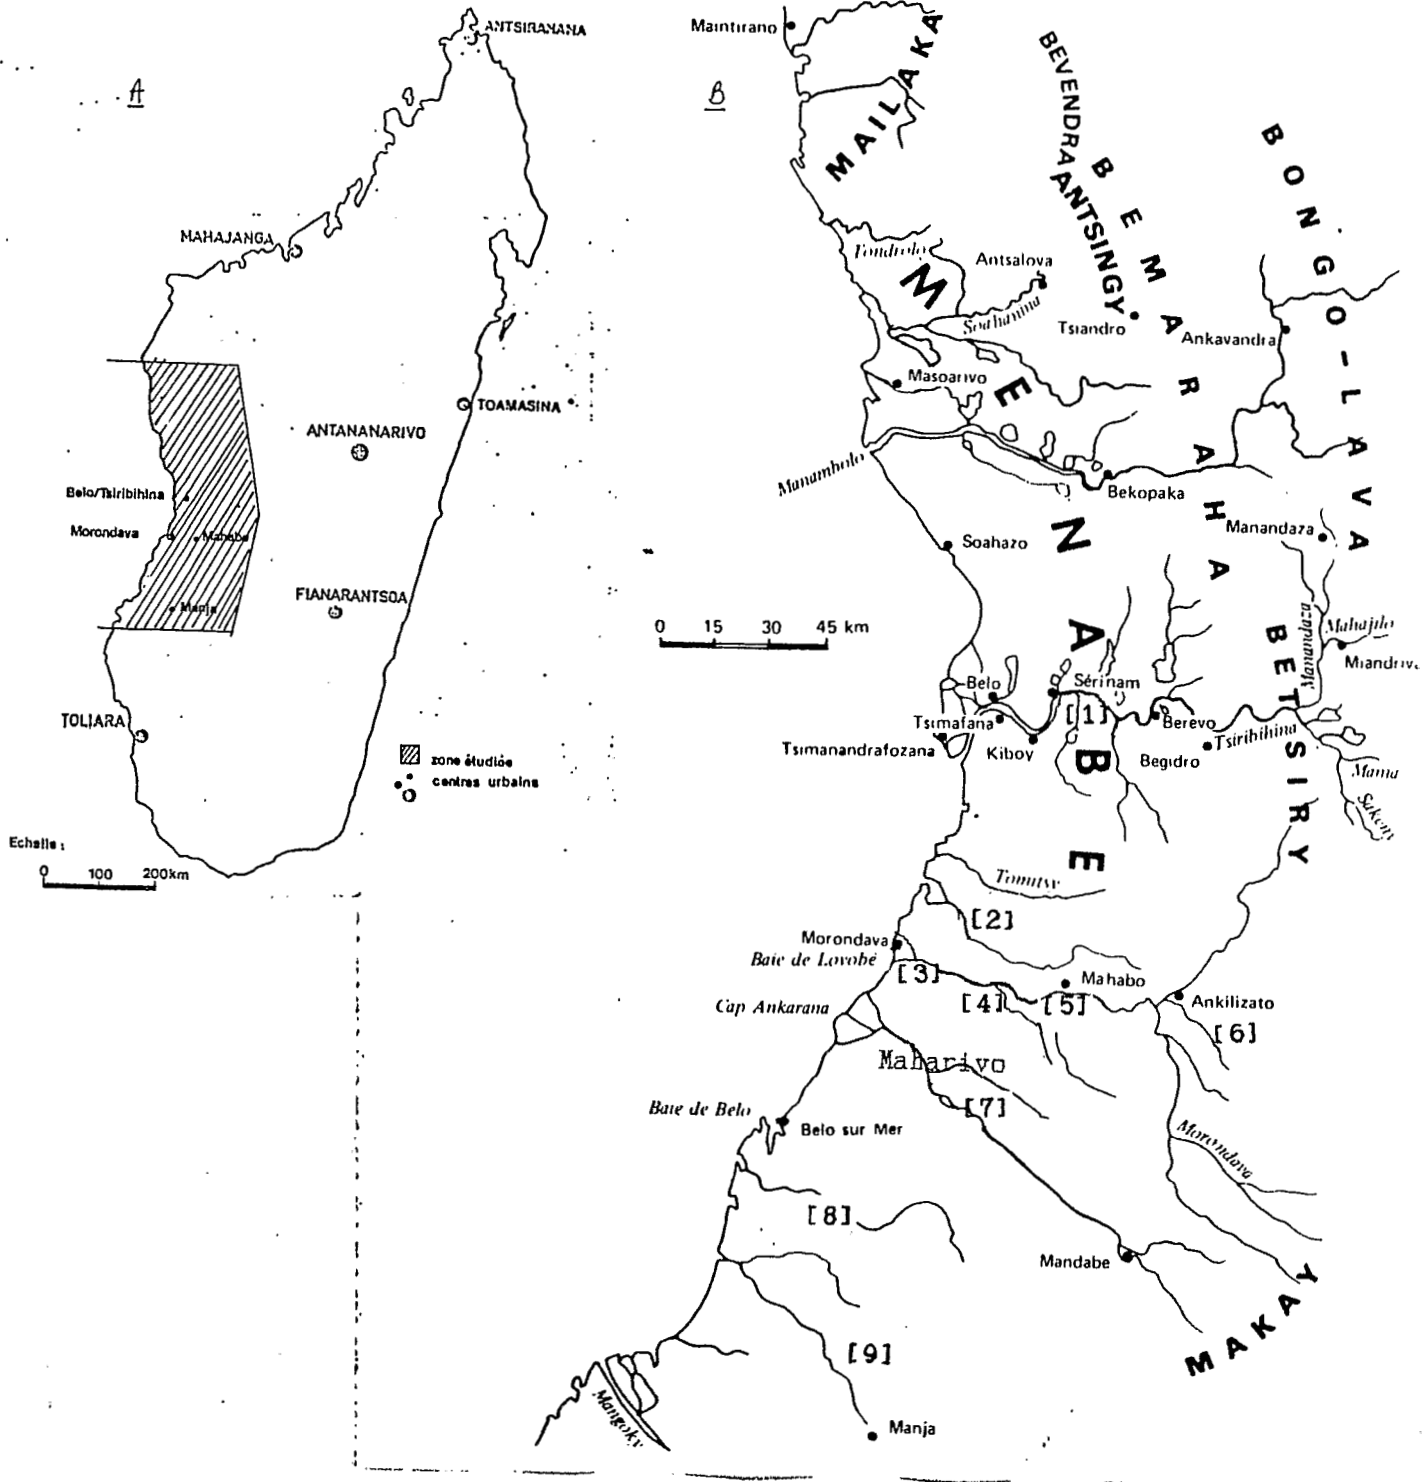 A
ANTSIRANANA
MAHAJANGA
TOAMASINA
ANTANANARIVO
Belo/Tsiribihina
Morondava
Mahabo
FIANARANTSOA
Manja
TOLIARA
zone étudiée
centres urbains
Echelle :
0 100 200km
B
Maintirano
MAILAKA
BEVENDRA
ANTSINGY
BEMARAHA
BONGO-LAVA
MENABE
Antsalova
Soahanina
Tsiandro
Ankavandra
Masoarivo
Manambolo
Bekopaka
Manandaza
Soahazo
0 15 30 45 km
Manandaza
Mahajilo
Miandriv
BETSIRY
Belo
Sérinam
[1]
Tsimafana
Berevo
Tsiribihina
Tsimanandrafozana
Kiboy
Begidro
Mania
Sakeny
Tomitsy
[2]
Morondava
Baie de Lovobé
[3]
Mahabo
[4]
[5]
Ankilizato
Cap Ankarana
[6]
Maharivo
[7]
Baie de Belo
Belo sur Mer
Morondava
[8]
Mandabe
MAKAY
[9]
Mangoky
Manja